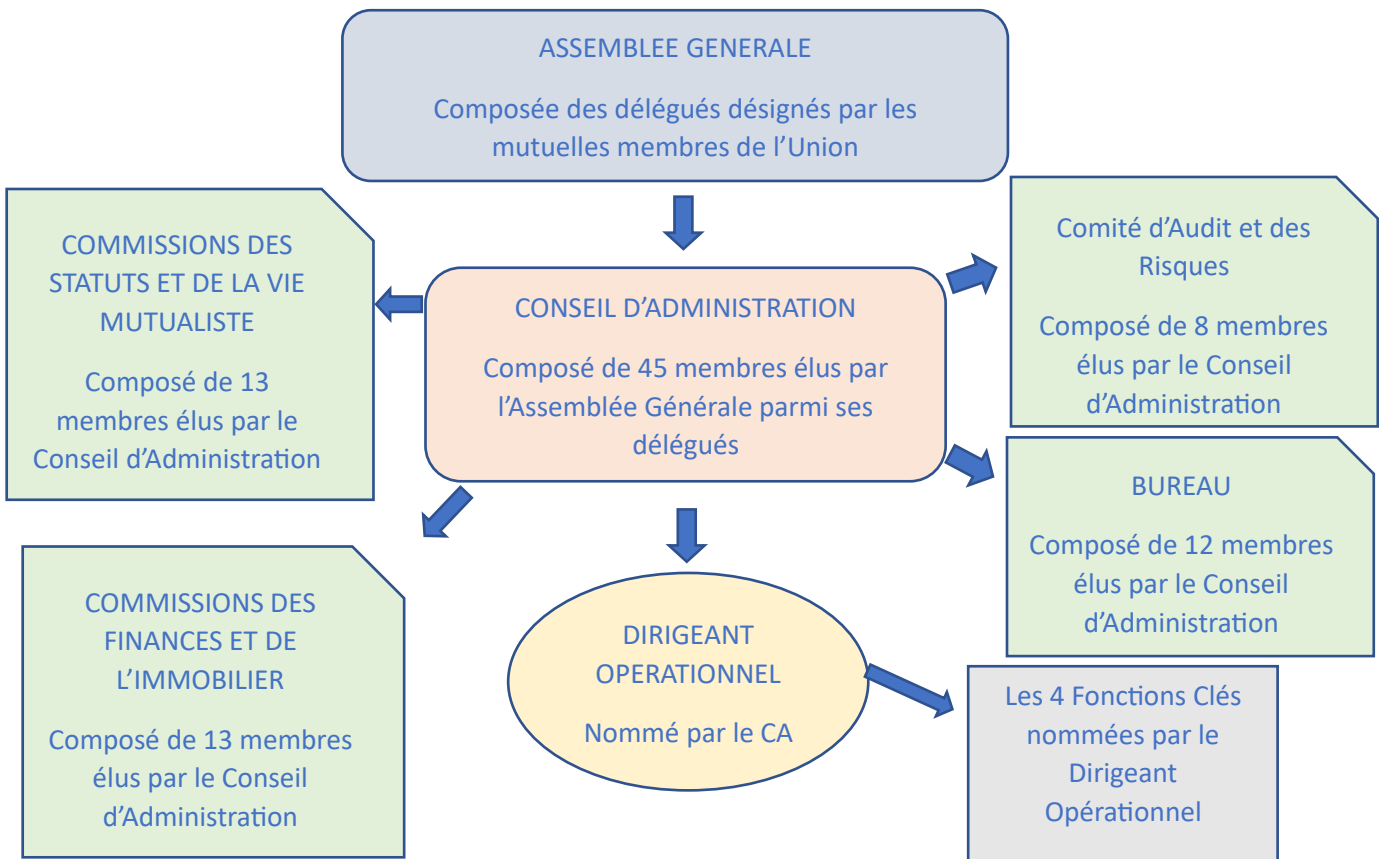 ASSEMBLEE GENERALE
Composée des délégués désignés par les
mutuelles membres de l’Union
COMMISSIONS DES
STATUTS ET DE LA VIE
MUTUALISTE
Composé de 13
membres élus par le
Conseil d’Administration
CONSEIL D’ADMINISTRATION
Composé de 45 membres élus par
l’Assemblée Générale parmi ses
délégués
Comité d’Audit et des
Risques
Composé de 8 membres
élus par le Conseil
d’Administration
BUREAU
Composé de 12 membres
élus par le Conseil
d’Administration
COMMISSIONS DES
FINANCES ET DE
L’IMMOBILIER
Composé de 13 membres
élus par le Conseil
d’Administration
DIRIGEANT
OPERATIONNEL
Nommé par le CA
Les 4 Fonctions Clés
nommées par le
Dirigeant
Opérationnel